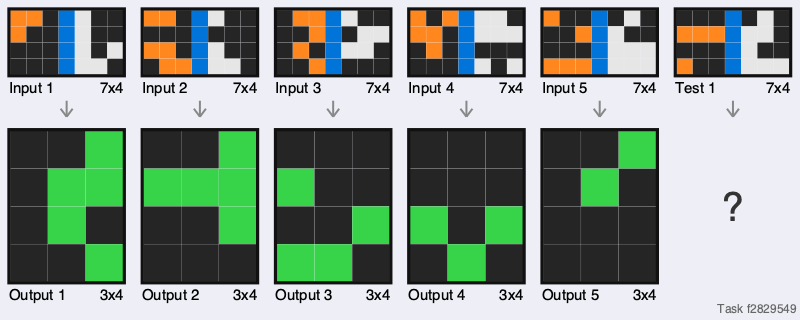 Input 1 7x4 Input 2 7x4 Input 3 7x4 Input 4 7x4 Input 5 7x4 Test 1 7x4
?
Output 1 3x4 Output 2 3x4 Output 3 3x4 Output 4 3x4 Output 5 3x4
Task f2829549